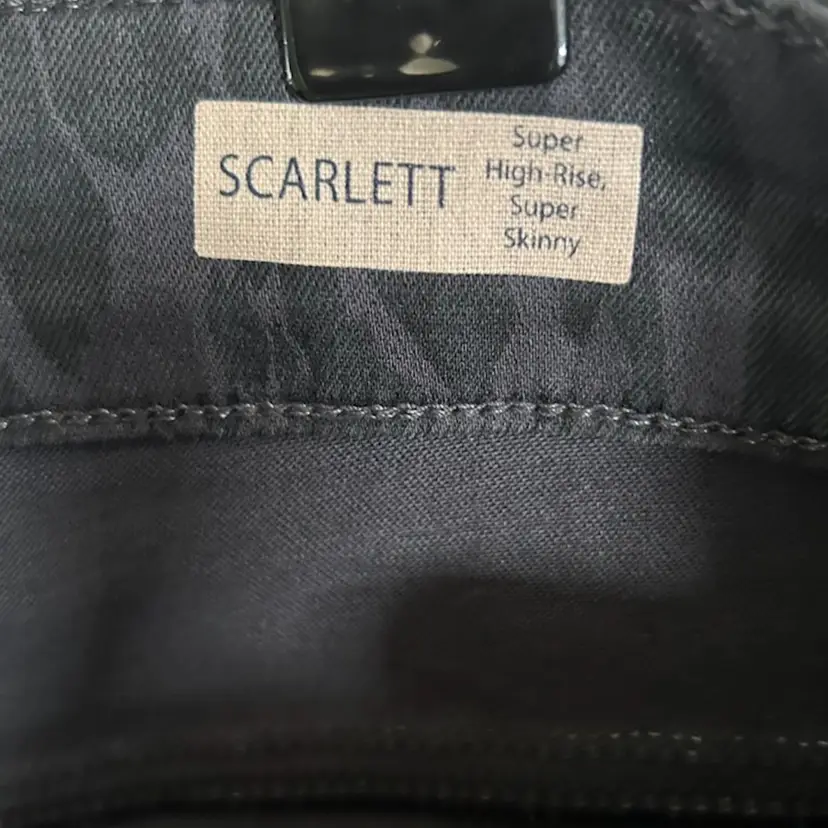 SCARLETT
Super
High-Rise,
Super
Skinny